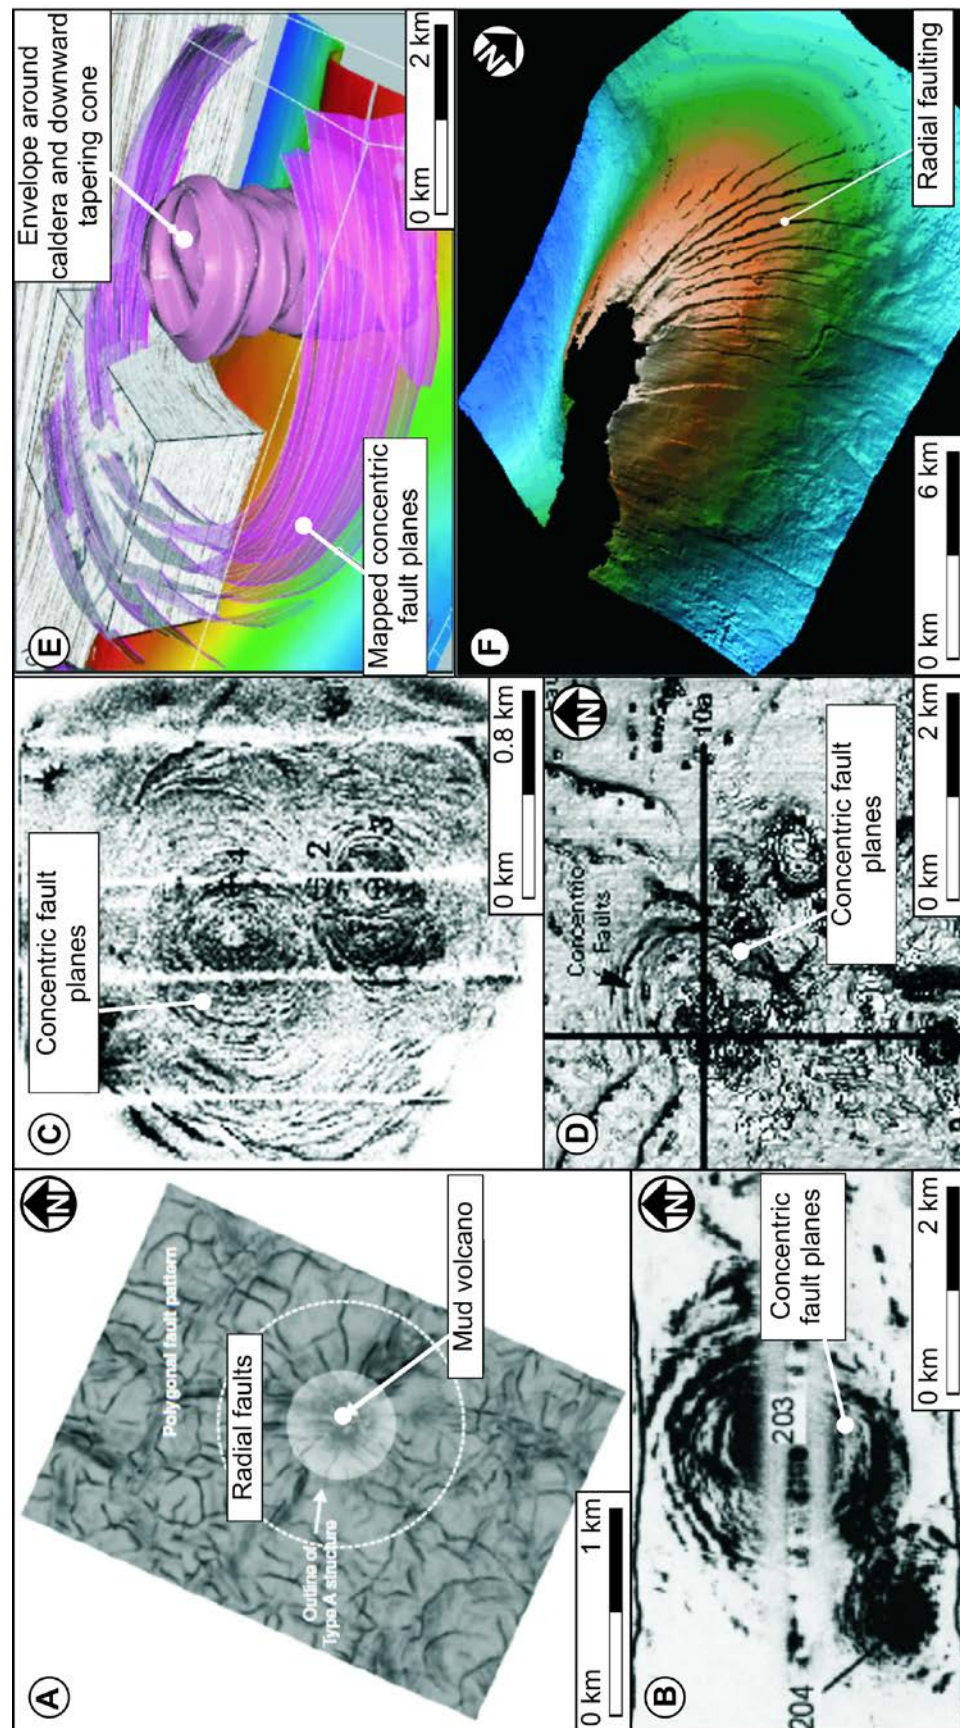 A
N
Polygonal fault pattern
Radial faults
Outline of
Type A structure
Mud volcano
0 km
1 km
B
N
203
204
Concentric
fault planes
0 km
2 km
C
Concentric fault
planes
2
3
0 km
0.8 km
D
N
Concentric
Faults
10a
Concentric fault
planes
0 km
2 km
E
Envelope around
caldera and downward
tapering cone
Mapped concentric
fault planes
0 km
2 km
F
N
Radial faulting
0 km
6 km